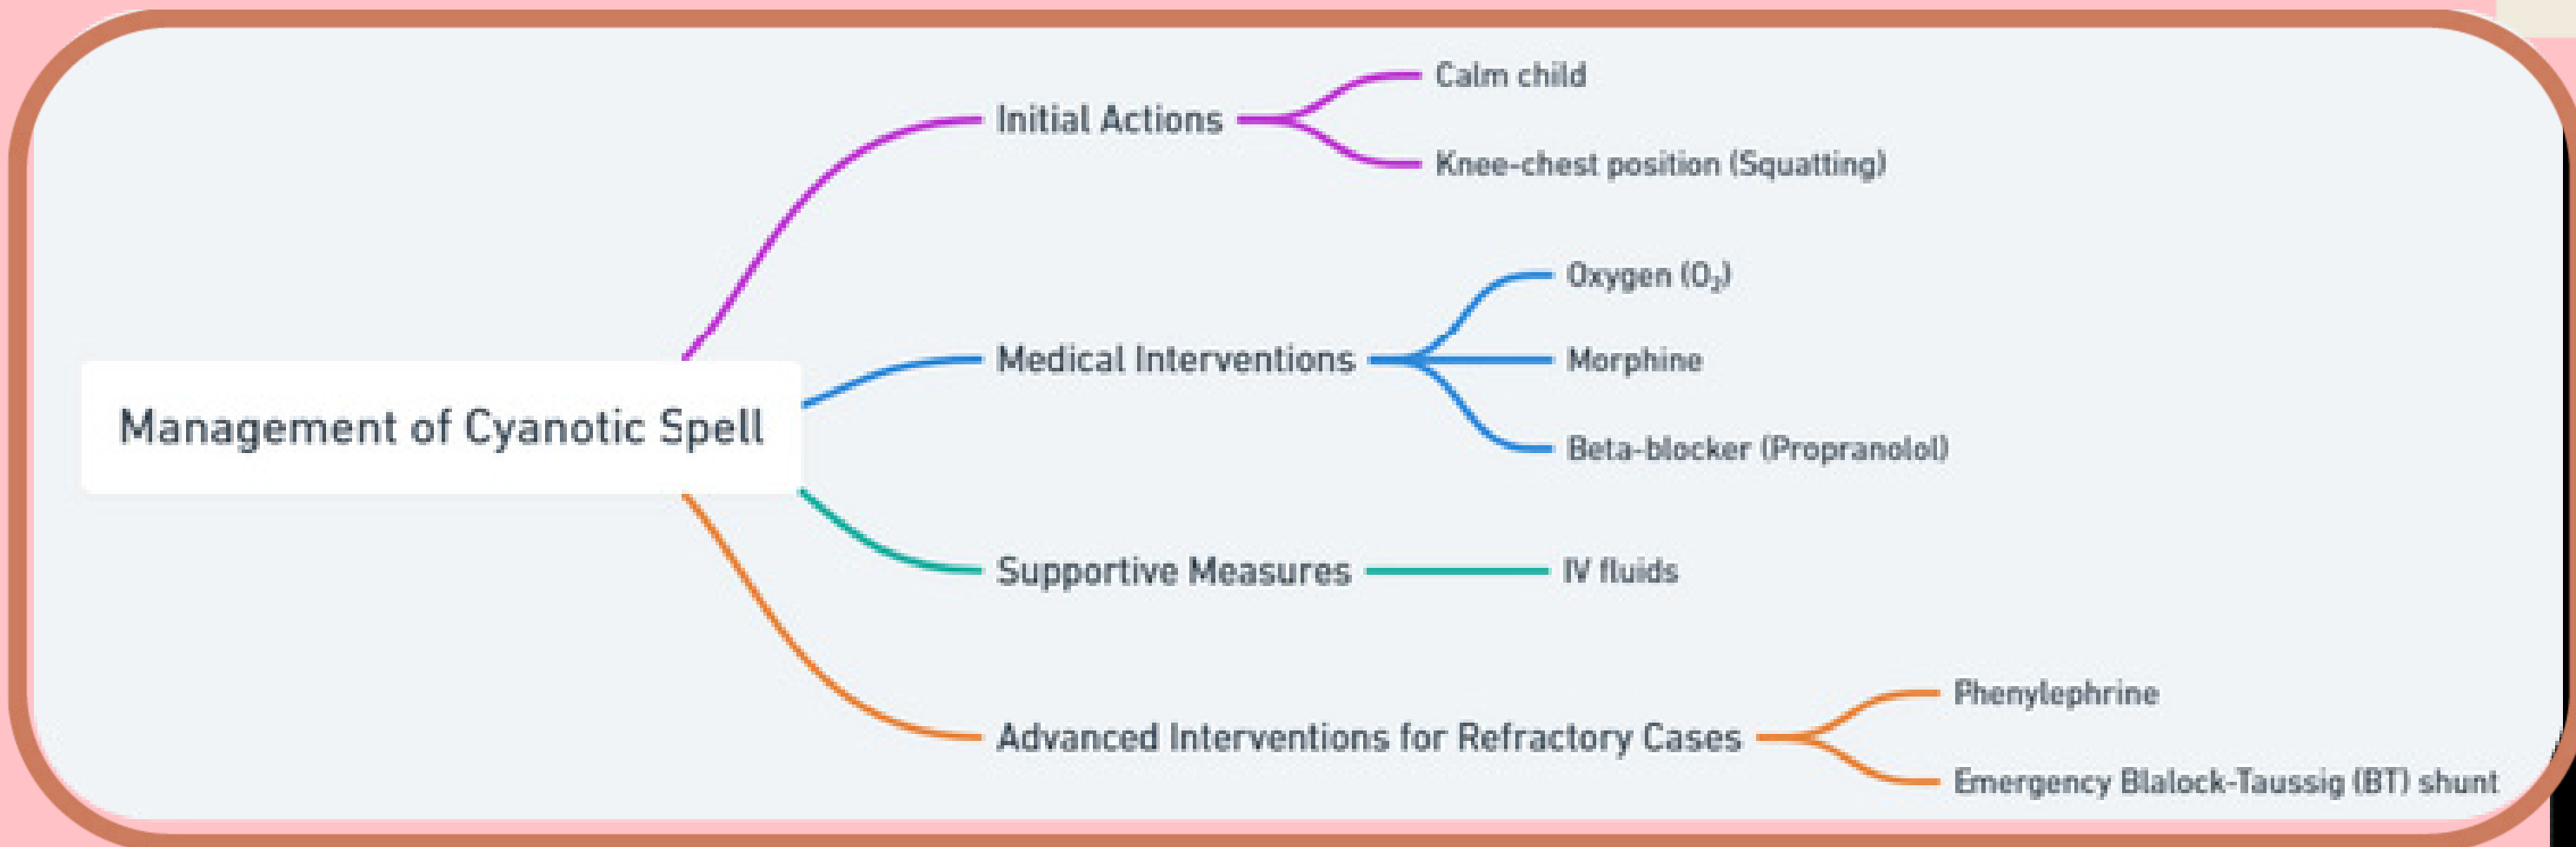 Management of Cyanotic Spell
Initial Actions
Calm child
Knee-chest position (Squatting)
Medical Interventions
Oxygen (O₂)
Morphine
Beta-blocker (Propranolol)
Supportive Measures
IV fluids
Advanced Interventions for Refractory Cases
Phenylephrine
Emergency Blalock-Taussig (BT) shunt